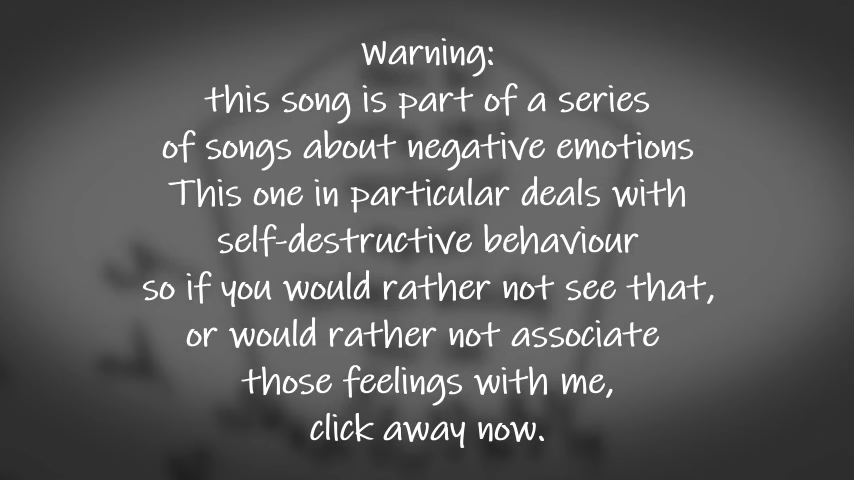 Warning:
this song is part of a series
of songs about negative emotions
This one in particular deals with
self-destructive behaviour
so if you would rather not see that,
or would rather not associate
those feelings with me,
click away now.